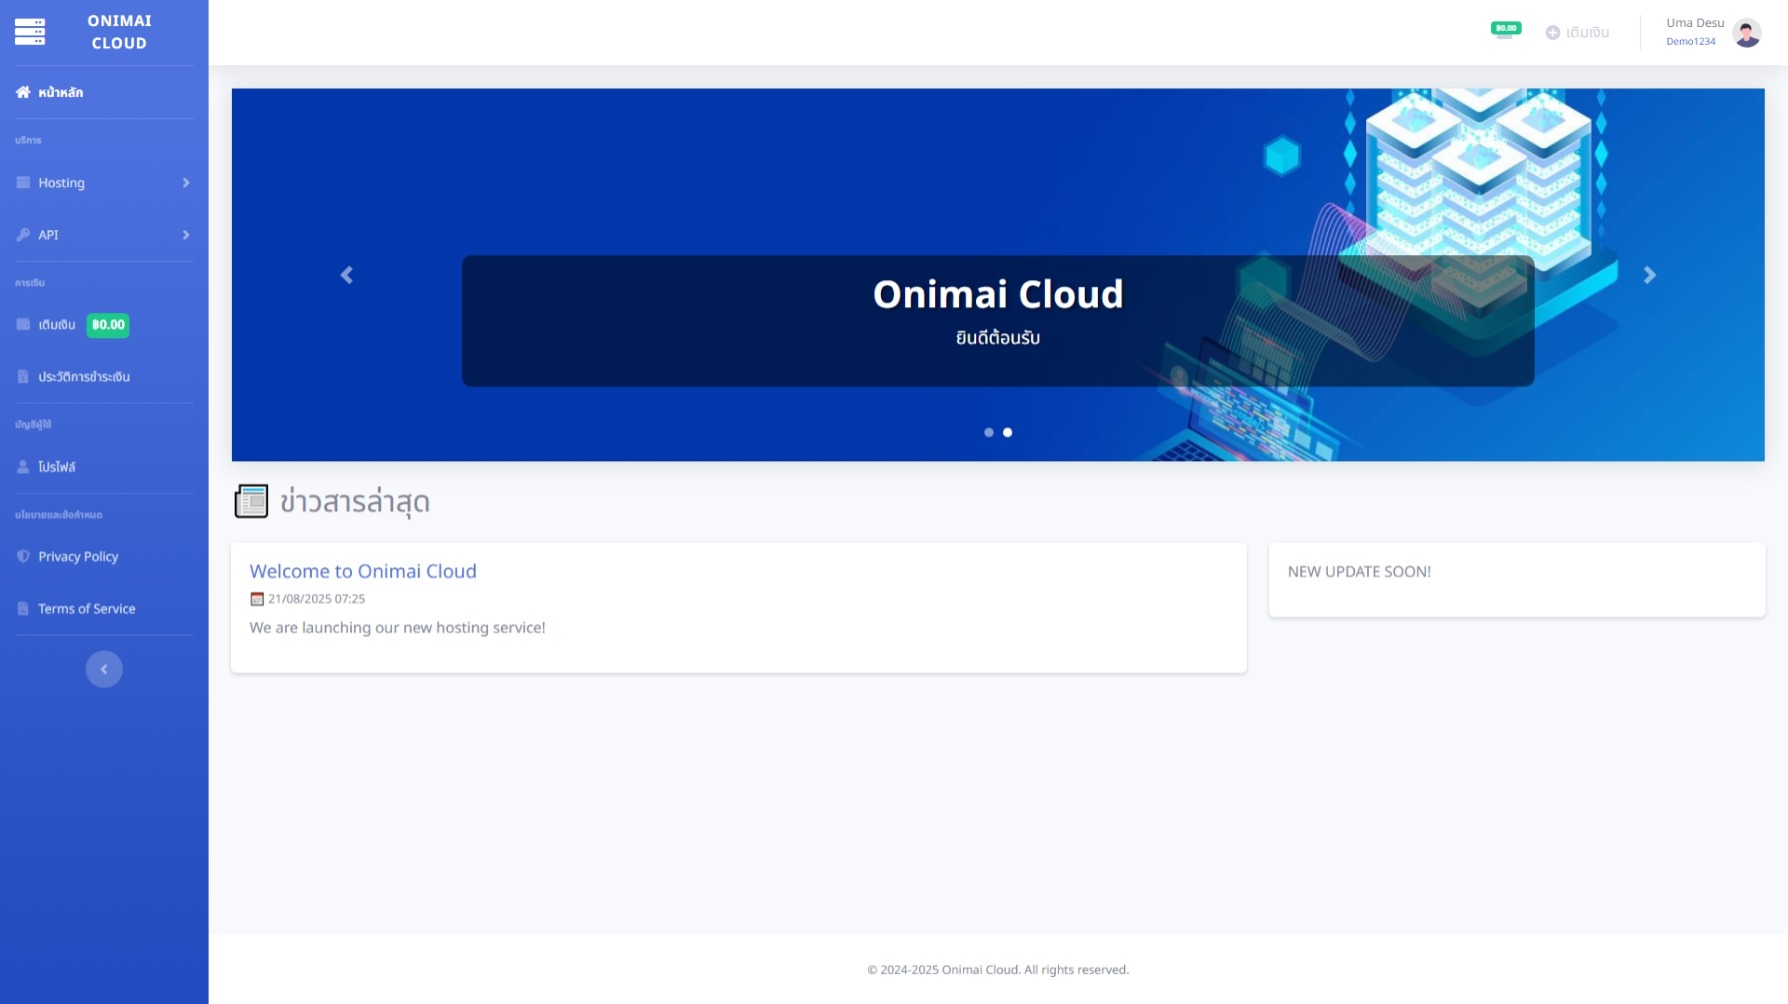 ONIMAI
CLOUD
หน้าหลัก
บริการ
Hosting
API
การเงิน
เติมเงิน ฿0.00
ประวัติการชำระเงิน
บัญชีผู้ใช้
โปรไฟล์
นโยบายและข้อกำหนด
Privacy Policy
Terms of Service
฿0.00
เติมเงิน
Uma Desu
Demo1234
Onimai Cloud
ยินดีต้อนรับ
ข่าวสารล่าสุด
Welcome to Onimai Cloud
21/08/2025 07:25
We are launching our new hosting service!
NEW UPDATE SOON!
© 2024-2025 Onimai Cloud. All rights reserved.